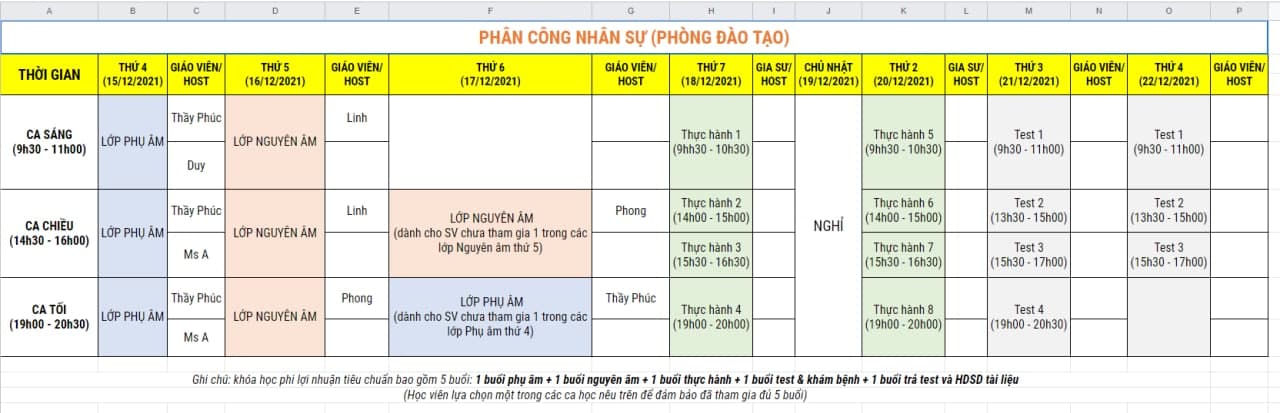 A B C D E F G H I J K L M N O P
PHÂN CÔNG NHÂN SỰ (PHÒNG ĐÀO TẠO)
THỜI GIAN
THỨ 4
(15/12/2021)
GIÁO VIÊN/
HOST
THỨ 5
(16/12/2021)
GIÁO VIÊN/
HOST
THỨ 6
(17/12/2021)
GIÁO VIÊN/
HOST
THỨ 7
(18/12/2021)
GIA SƯ/
HOST
CHỦ NHẬT
(19/12/2021)
THỨ 2
(20/12/2021)
GIA SƯ/
HOST
THỨ 3
(21/12/2021)
GIÁO VIÊN/
HOST
THỨ 4
(22/12/2021)
GIÁO VIÊN/
HOST
CA SÁNG
(9h30 - 11h00)
LỚP PHỤ ÂM
Thầy Phúc
Duy
LỚP NGUYÊN ÂM
Linh
Thực hành 1
(9hh30 - 10h30)
NGHỈ
Thực hành 5
(9hh30 - 10h30)
Test 1
(9h30 - 11h00)
Test 1
(9h30 - 11h00)
CA CHIỀU
(14h30 - 16h00)
LỚP PHỤ ÂM
Thầy Phúc
Ms A
LỚP NGUYÊN ÂM
Linh
LỚP NGUYÊN ÂM
(dành cho SV chưa tham gia 1 trong các
lớp Nguyên âm thứ 5)
Phong
Thực hành 2
(14h00 - 15h00)
Thực hành 3
(15h30 - 16h30)
Thực hành 6
(14h00 - 15h00)
Thực hành 7
(15h30 - 16h30)
Test 2
(13h30 - 15h00)
Test 3
(15h30 - 17h00)
Test 2
(13h30 - 15h00)
Test 3
(15h30 - 17h00)
CA TỐI
(19h00 - 20h30)
LỚP PHỤ ÂM
Thầy Phúc
Ms A
LỚP NGUYÊN ÂM
Phong
LỚP PHỤ ÂM
(dành cho SV chưa tham gia 1 trong các
lớp Phụ âm thứ 4)
Thầy Phúc
Thực hành 4
(19h00 - 20h00)
Thực hành 8
(19h00 - 20h00)
Test 4
(19h00 - 20h30)
Ghi chú: khóa học phi lợi nhuận tiêu chuẩn bao gồm 5 buổi: 1 buổi phụ âm + 1 buổi nguyên âm + 1 buổi thực hành + 1 buổi test & khám bệnh + 1 buổi trả test và HDSD tài liệu
(Học viên lựa chọn một trong các ca học nêu trên để đảm bảo đã tham gia đủ 5 buổi)